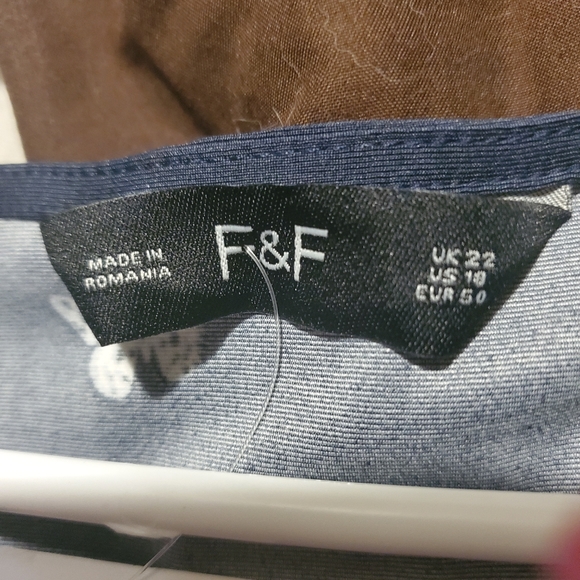 MADE IN
ROMANIA
F&F
UK 22
US 18
EUR 50